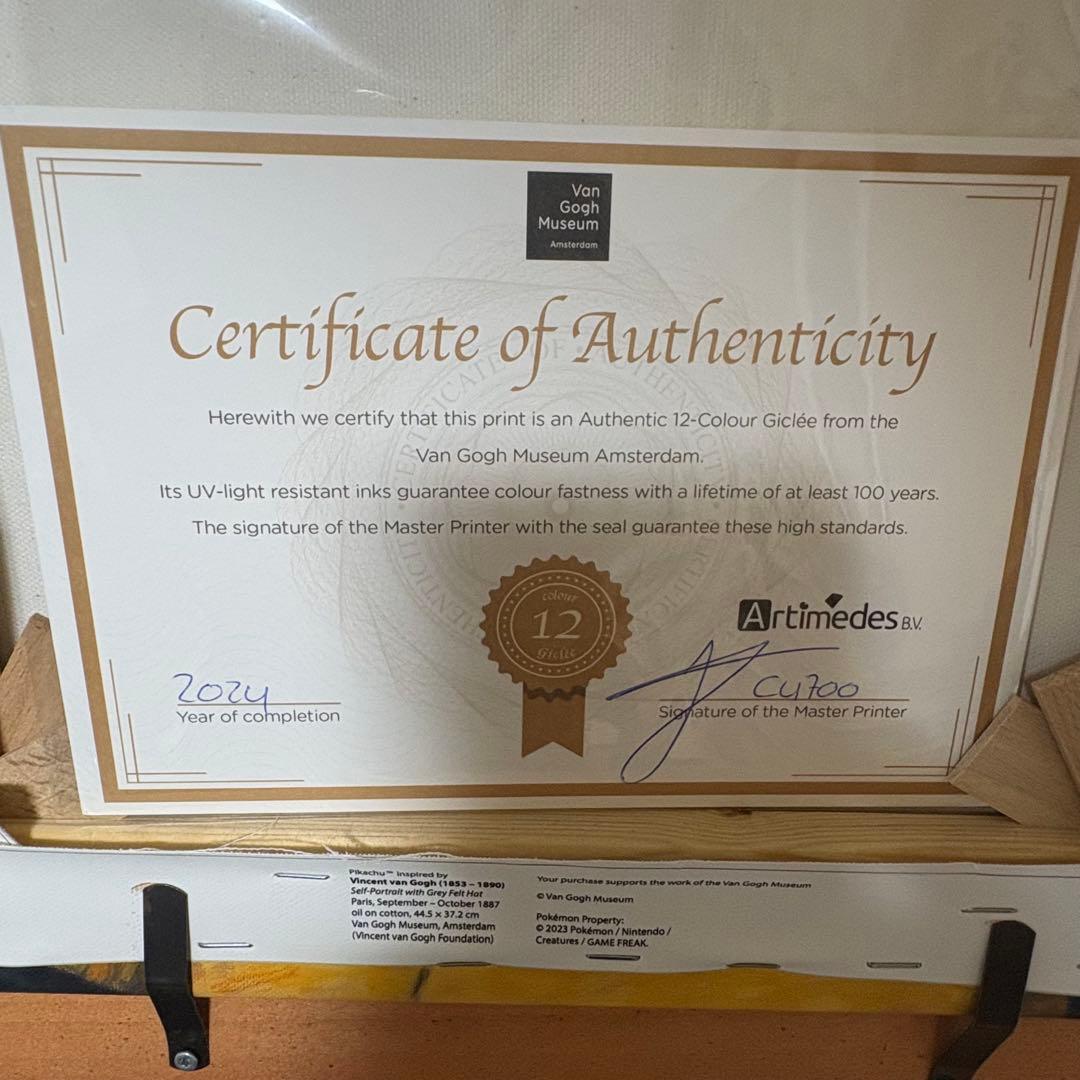 Van
Gogh
Museum
Amsterdam
Certificate of Authenticity
Herewith we certify that this print is an Authentic 12-Colour Giclée from the
Van Gogh Museum Amsterdam.
Its UV-light resistant inks guarantee colour fastness with a lifetime of at least 100 years.
The signature of the Master Printer with the seal guarantee these high standards.
colour
12
Giclée
Artimedes B.V.
2024
Year of completion
Signature of the Master Printer
Pikachu™ inspired by
Vincent van Gogh (1853 – 1890)
Self-Portrait with Grey Felt Hat
Paris, September – October 1887
oil on cotton, 44.5 x 37.2 cm
Van Gogh Museum, Amsterdam
(Vincent van Gogh Foundation)
Your purchase supports the work of the Van Gogh Museum
© Van Gogh Museum
Pokémon Property:
© 2023 Pokémon / Nintendo /
Creatures / GAME FREAK.